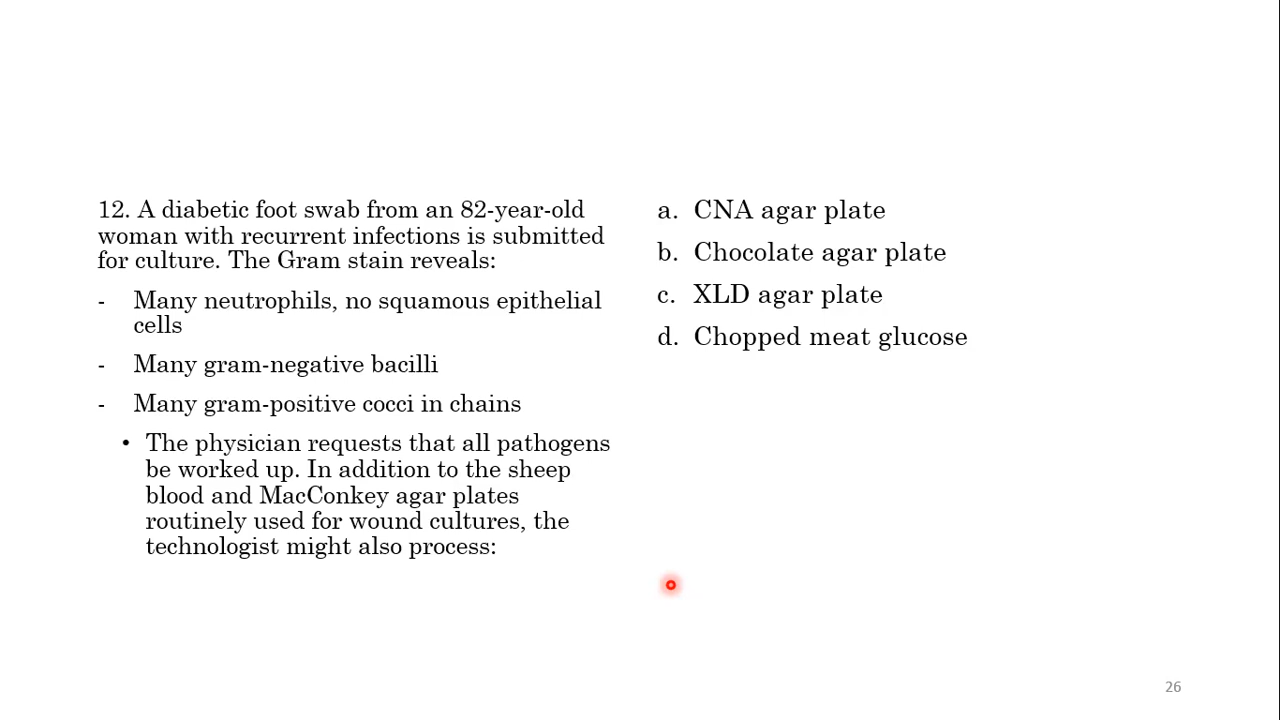 12. A diabetic foot swab from an 82-year-old
woman with recurrent infections is submitted
for culture. The Gram stain reveals:
- Many neutrophils, no squamous epithelial
cells
- Many gram-negative bacilli
- Many gram-positive cocci in chains
• The physician requests that all pathogens
be worked up. In addition to the sheep
blood and MacConkey agar plates
routinely used for wound cultures, the
technologist might also process:
a. CNA agar plate
b. Chocolate agar plate
c. XLD agar plate
d. Chopped meat glucose
26